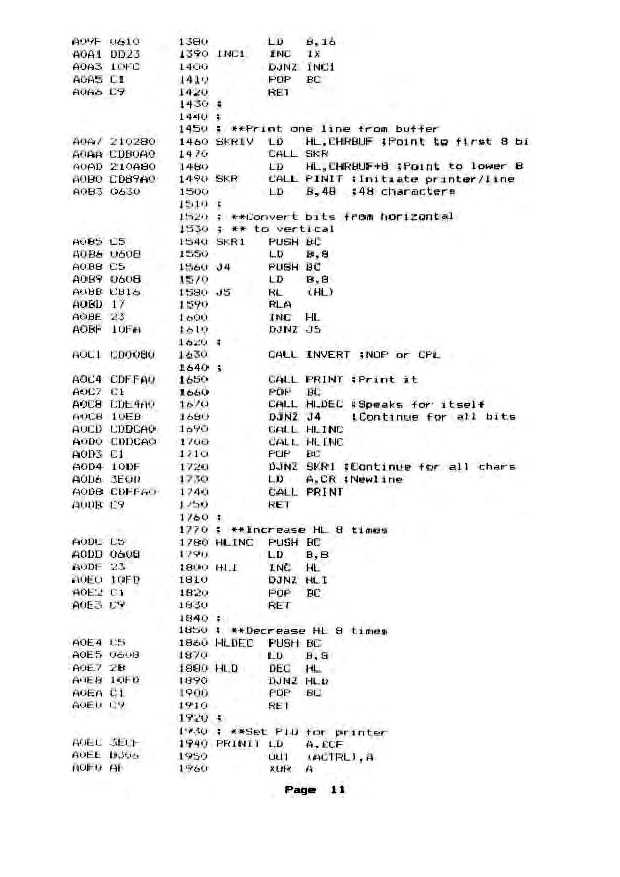 A09F 0610 1380 LD B,16
A0A1 DD23 1390 INC1 INC IX
A0A3 10FC 1400 DJNZ INC1
A0A5 C1 1410 POP BC
A0A6 C9 1420 RET
1430 ;
1440 ;
1450 ; **Print one line from buffer
A0A7 210280 1460 SKRIV LD HL,CHRBUF ;Point to first 8 bi
A0AA CDB0A0 1470 CALL SKR
A0AD 210A80 1480 LD HL,CHRBUF+8 ;Point to lower 8
A0B0 CD89A0 1490 SKR CALL PINIT ;Initiate printer/line
A0B3 0630 1500 LD B,48 ;48 characters
1510 ;
1520 ; **Convert bits from horizontal
1530 ; ** to vertical
A0B5 C5 1540 SKR1 PUSH BC
A0B6 0608 1550 LD B,8
A0B8 C5 1560 J4 PUSH BC
A0B9 0608 1570 LD B,8
A0BB CB16 1580 J5 RL (HL)
A0BD 17 1590 RLA
A0BE 23 1600 INC HL
A0BF 10FA 1610 DJNZ J5
1620 ;
A0C1 CD0080 1630 CALL INVERT ;NOP or CPL
1640 ;
A0C4 CDFFA0 1650 CALL PRINT ;Print it
A0C7 C1 1660 POP BC
A0C8 CDE4A0 1670 CALL HLDEC ;Speaks for itself
A0CB 10EB 1680 DJNZ J4 ;Continue for all bits
A0CD CDDCA0 1690 CALL HLINC
A0D0 CDDCA0 1700 CALL HLINC
A0D3 C1 1710 POP BC
A0D4 10DF 1720 DJNZ SKR1 ;Continue for all chars
A0D6 3E0D 1730 LD A,CR ;Newline
A0D8 CDFFA0 1740 CALL PRINT
A0DB C9 1750 RET
1760 ;
1770 ; **Increase HL 8 times
A0DC C5 1780 HLINC PUSH BC
A0DD 0608 1790 LD B,8
A0DF 23 1800 HLI INC HL
A0E0 10FD 1810 DJNZ HLI
A0E2 C1 1820 POP BC
A0E3 C9 1830 RET
1840 ;
1850 ; **Decrease HL 8 times
A0E4 C5 1860 HLDEC PUSH BC
A0E5 0608 1870 LD B,8
A0E7 2B 1880 HLD DEC HL
A0E8 10FD 1890 DJNZ HLD
A0EA C1 1900 POP BC
A0EB C9 1910 RET
1920 ;
1930 ; **Set PIO for printer
A0EC 3ECF 1940 PRINIT LD A,£CF
A0EE D306 1950 OUT (ACTRL),A
A0F0 AF 1960 XOR A
Page 11